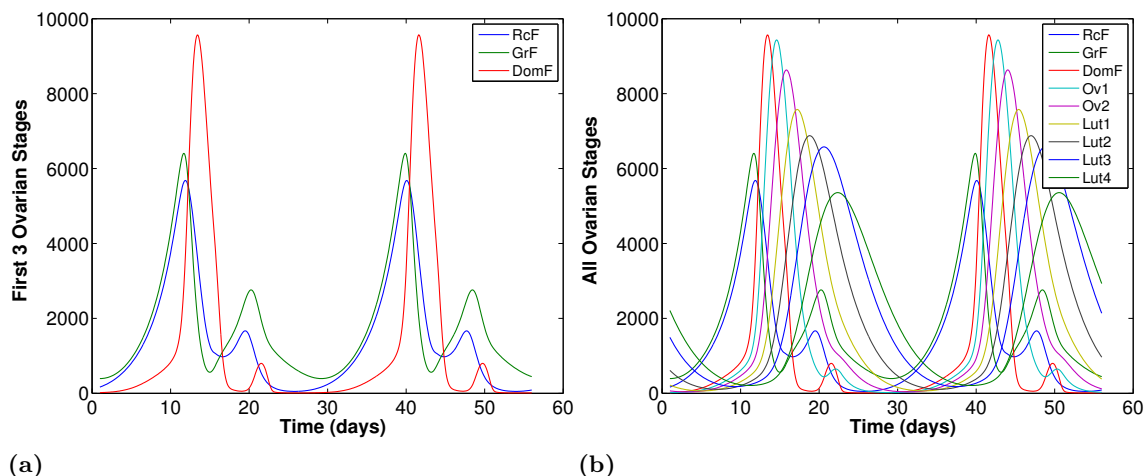 First 3 Ovarian Stages
10000
8000
6000
4000
2000
0
0 10 20 30 40 50 60
Time (days)
RcF
GrF
DomF
(a)
All Ovarian Stages
10000
8000
6000
4000
2000
0
0 10 20 30 40 50 60
Time (days)
RcF
GrF
DomF
Ov1
Ov2
Lut1
Lut2
Lut3
Lut4
(b)